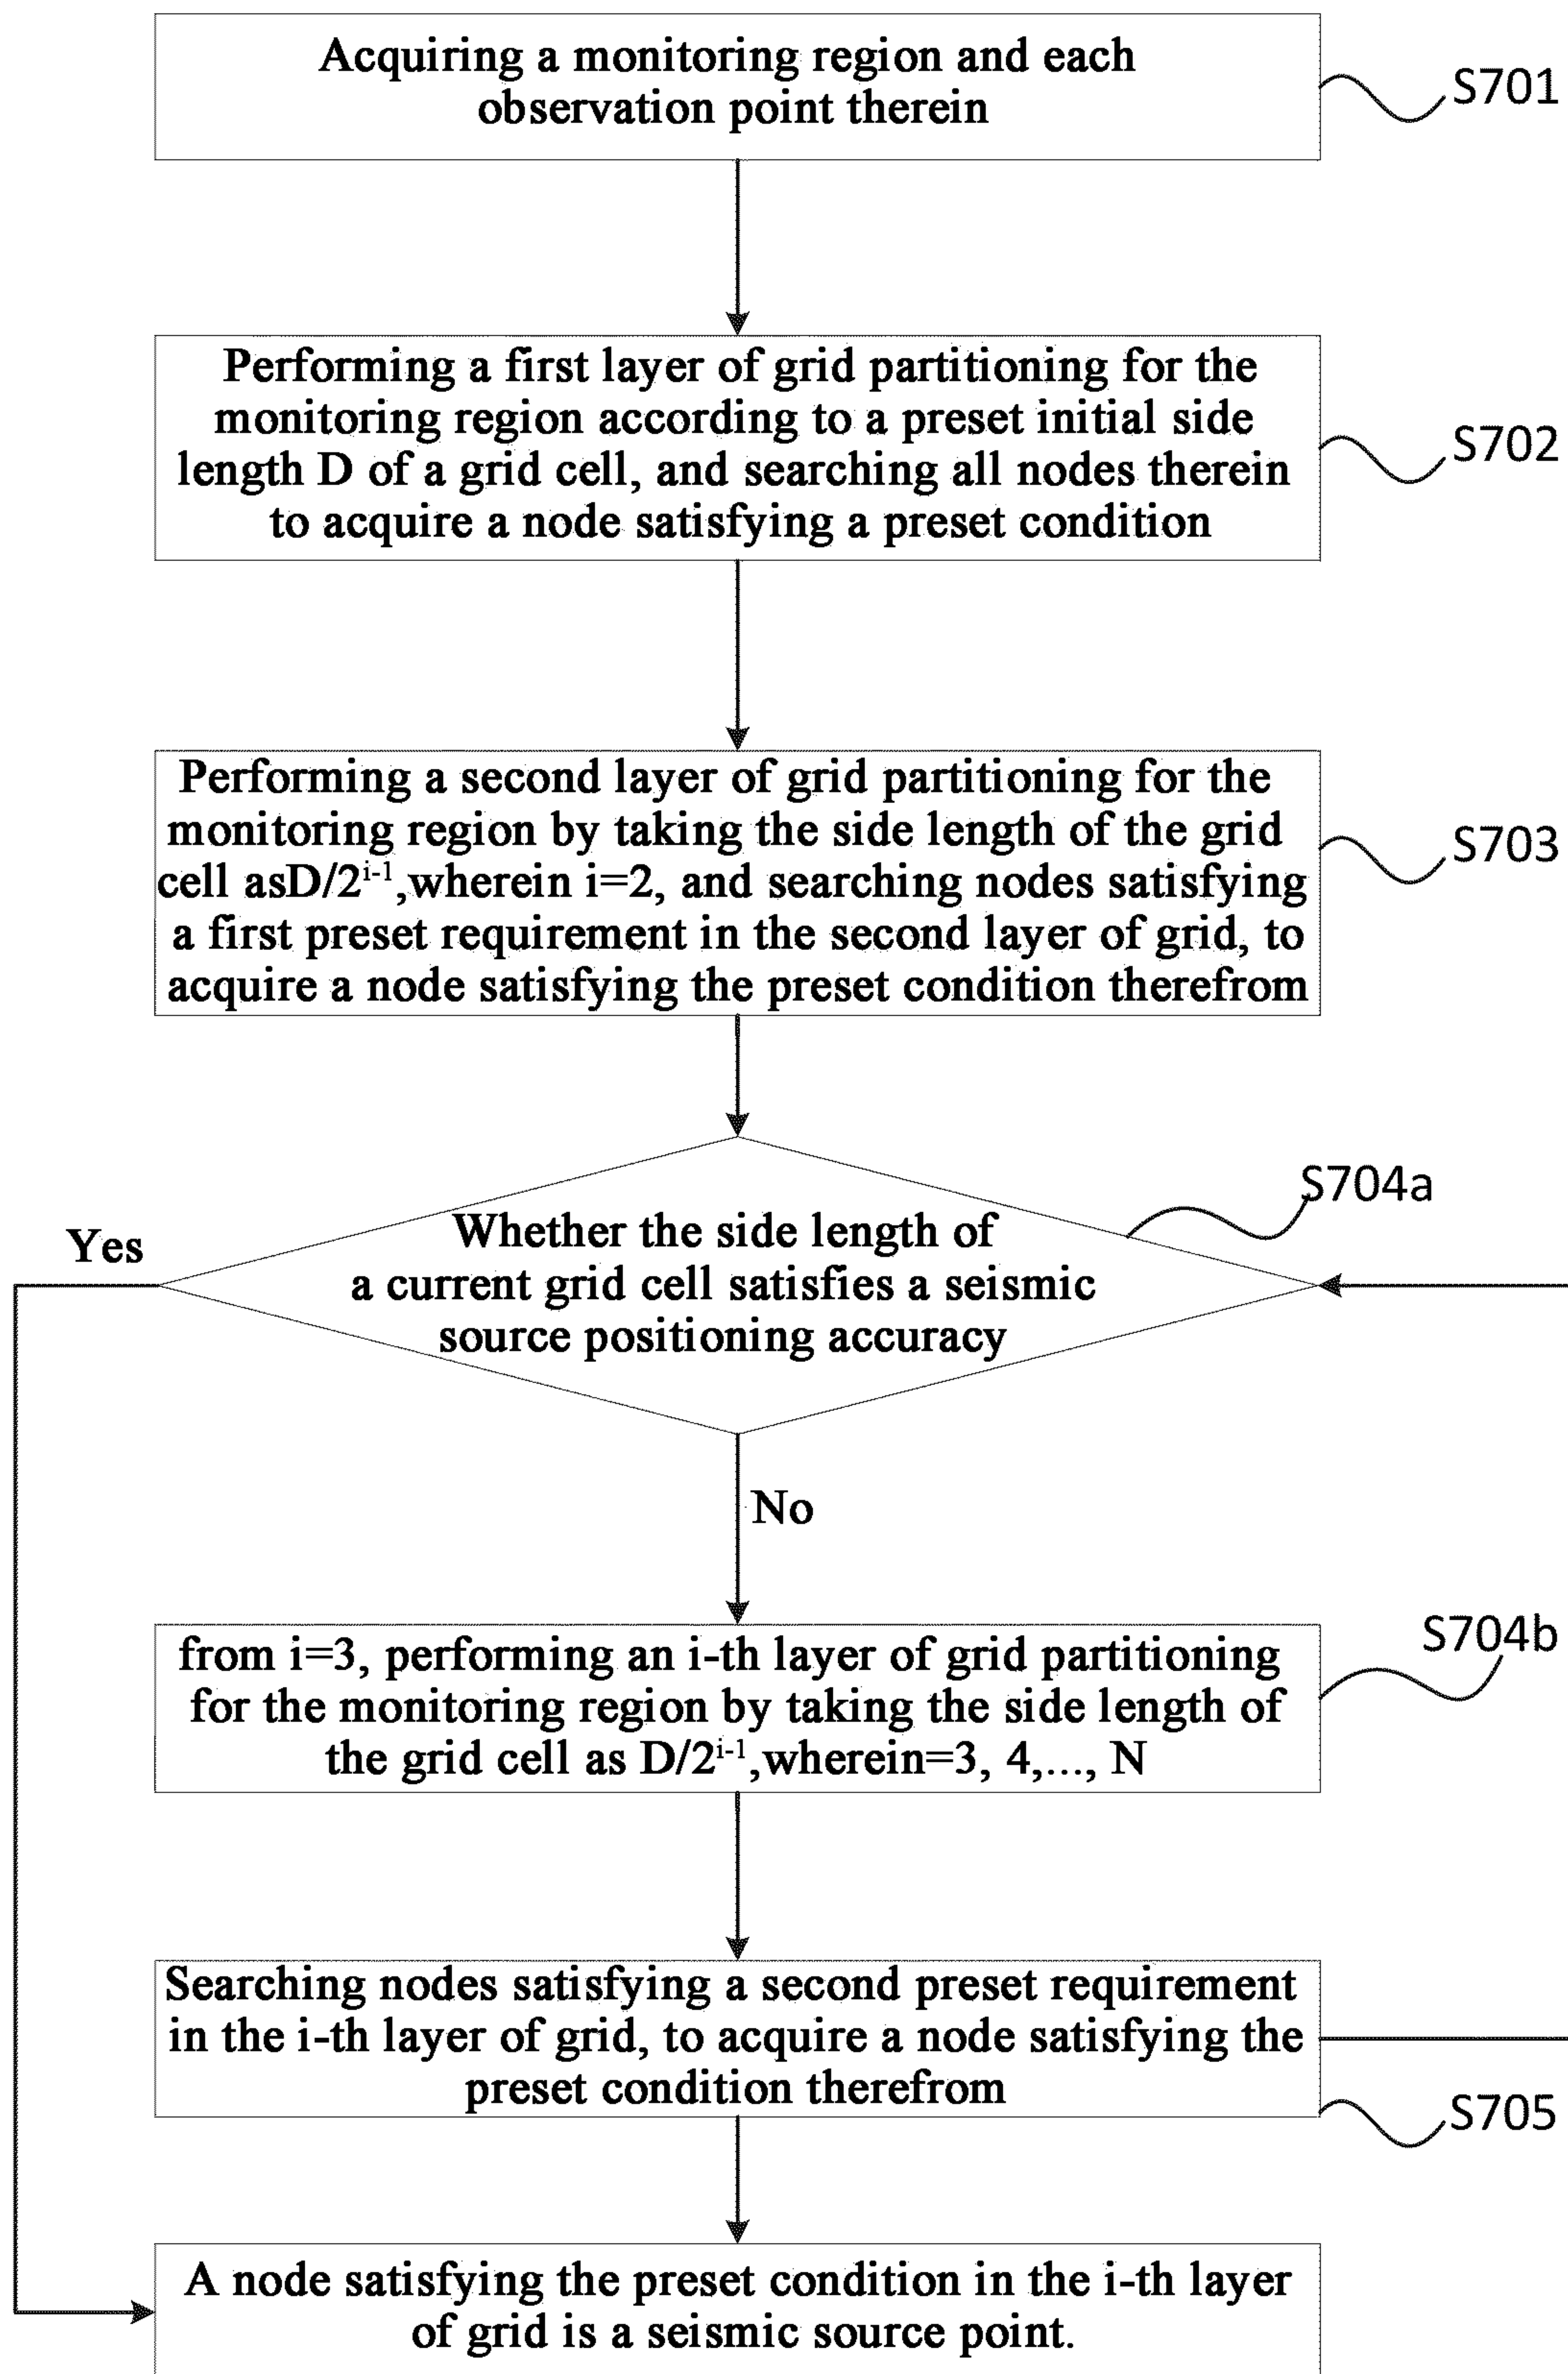 Acquiring a monitoring region and each
observation point therein
S701
Performing a first layer of grid partitioning for the
monitoring region according to a preset initial side
length D of a grid cell, and searching all nodes therein
to acquire a node satisfying a preset condition
S702
Performing a second layer of grid partitioning for the
monitoring region by taking the side length of the grid
cell asD/2ⁱ⁻¹,wherein i=2, and searching nodes satisfying
a first preset requirement in the second layer of grid, to
acquire a node satisfying the preset condition therefrom
S703
S704a
Yes
Whether the side length of
a current grid cell satisfies a seismic
source positioning accuracy
No
from i=3, performing an i-th layer of grid partitioning
for the monitoring region by taking the side length of
the grid cell as D/2ⁱ⁻¹,wherein=3, 4,..., N
S704b
Searching nodes satisfying a second preset requirement
in the i-th layer of grid, to acquire a node satisfying the
preset condition therefrom
S705
A node satisfying the preset condition in the i-th layer
of grid is a seismic source point.